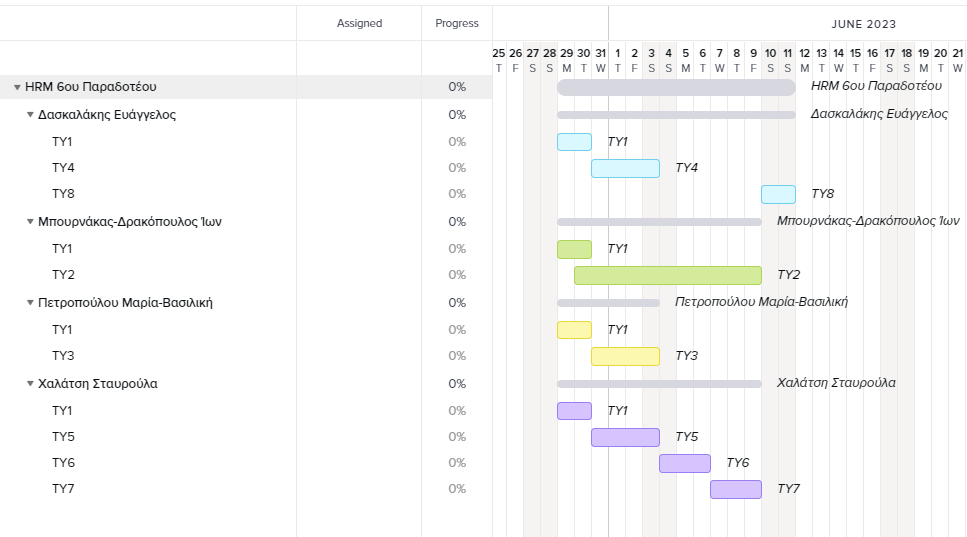 Assigned Progress JUNE 2023
25 26 27 28 29 30 31 1 2 3 4 5 6 7 8 9 10 11 12 13 14 15 16 17 18 19 20 21
T F S S M T W T F S S M T W T F S S M T W T F S S M T W
HRM 6ου Παραδοτέου 0% HRM 6ου Παραδοτέου
Δασκαλάκης Ευάγγελος 0% Δασκαλάκης Ευάγγελος
TY1 0% TY1
TY4 0% TY4
TY8 0% TY8
Μπουρνάκας-Δρακόπουλος Ίων 0% Μπουρνάκας-Δρακόπουλος Ίων
TY1 0% TY1
TY2 0% TY2
Πετροπούλου Μαρία-Βασιλική 0% Πετροπούλου Μαρία-Βασιλική
TY1 0% TY1
TY3 0% TY3
Χαλάτση Σταυρούλα 0% Χαλάτση Σταυρούλα
TY1 0% TY1
TY5 0% TY5
TY6 0% TY6
TY7 0% TY7